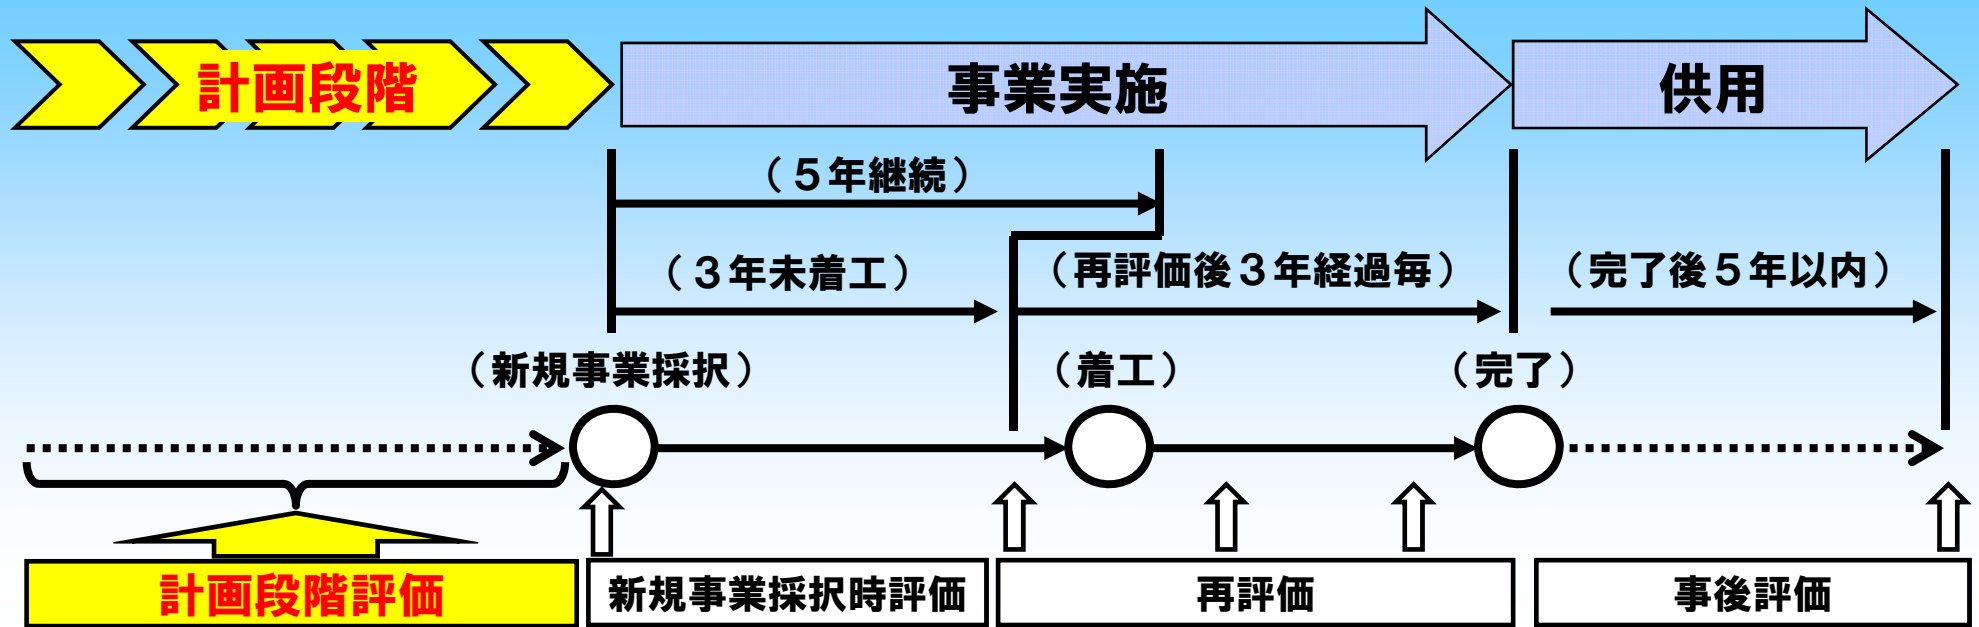 計画段階
事業実施
供用
（５年継続）
（３年未着工）
（再評価後３年経過毎）
（完了後５年以内）
（新規事業採択）
（着工）
（完了）
計画段階評価
新規事業採択時評価
再評価
事後評価